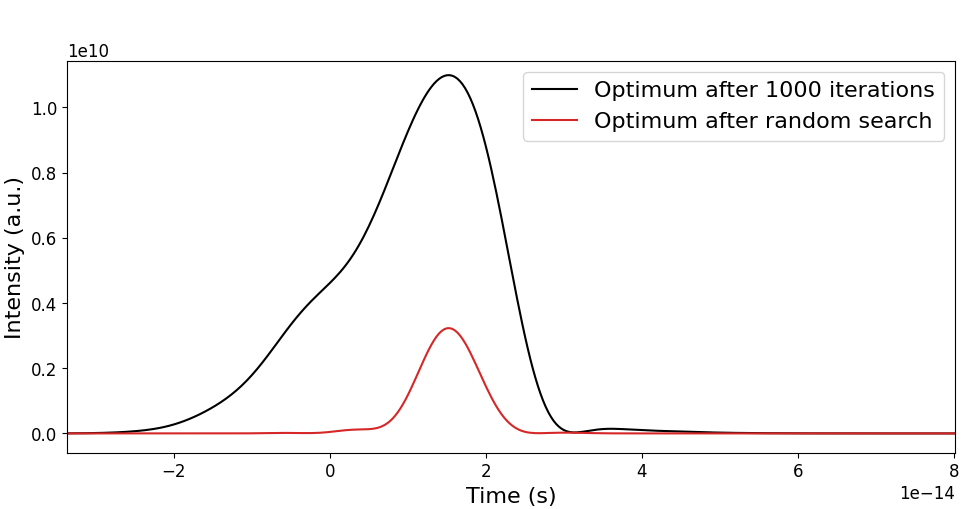 1e10
Optimum after 1000 iterations
Optimum after random search
Intensity (a.u.)
1.0
0.8
0.6
0.4
0.2
0.0
−2 0 2 4 6 8
1e−14
Time (s)